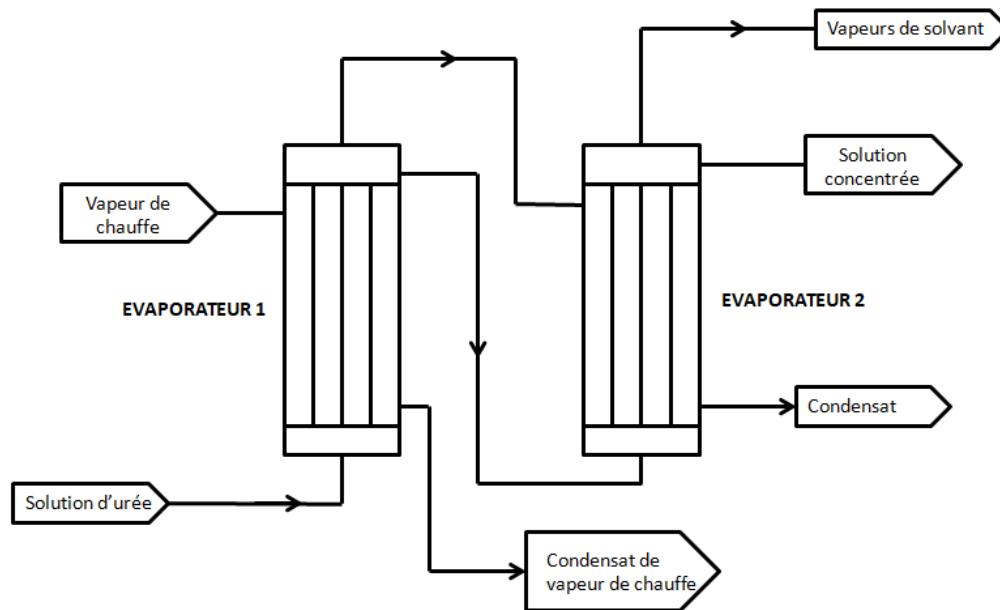 Vapeurs de solvant
Solution
concentrée
Vapeur de
chauffe
EVAPORATEUR 1
EVAPORATEUR 2
Condensat
Solution d’urée
Condensat de
vapeur de chauffe